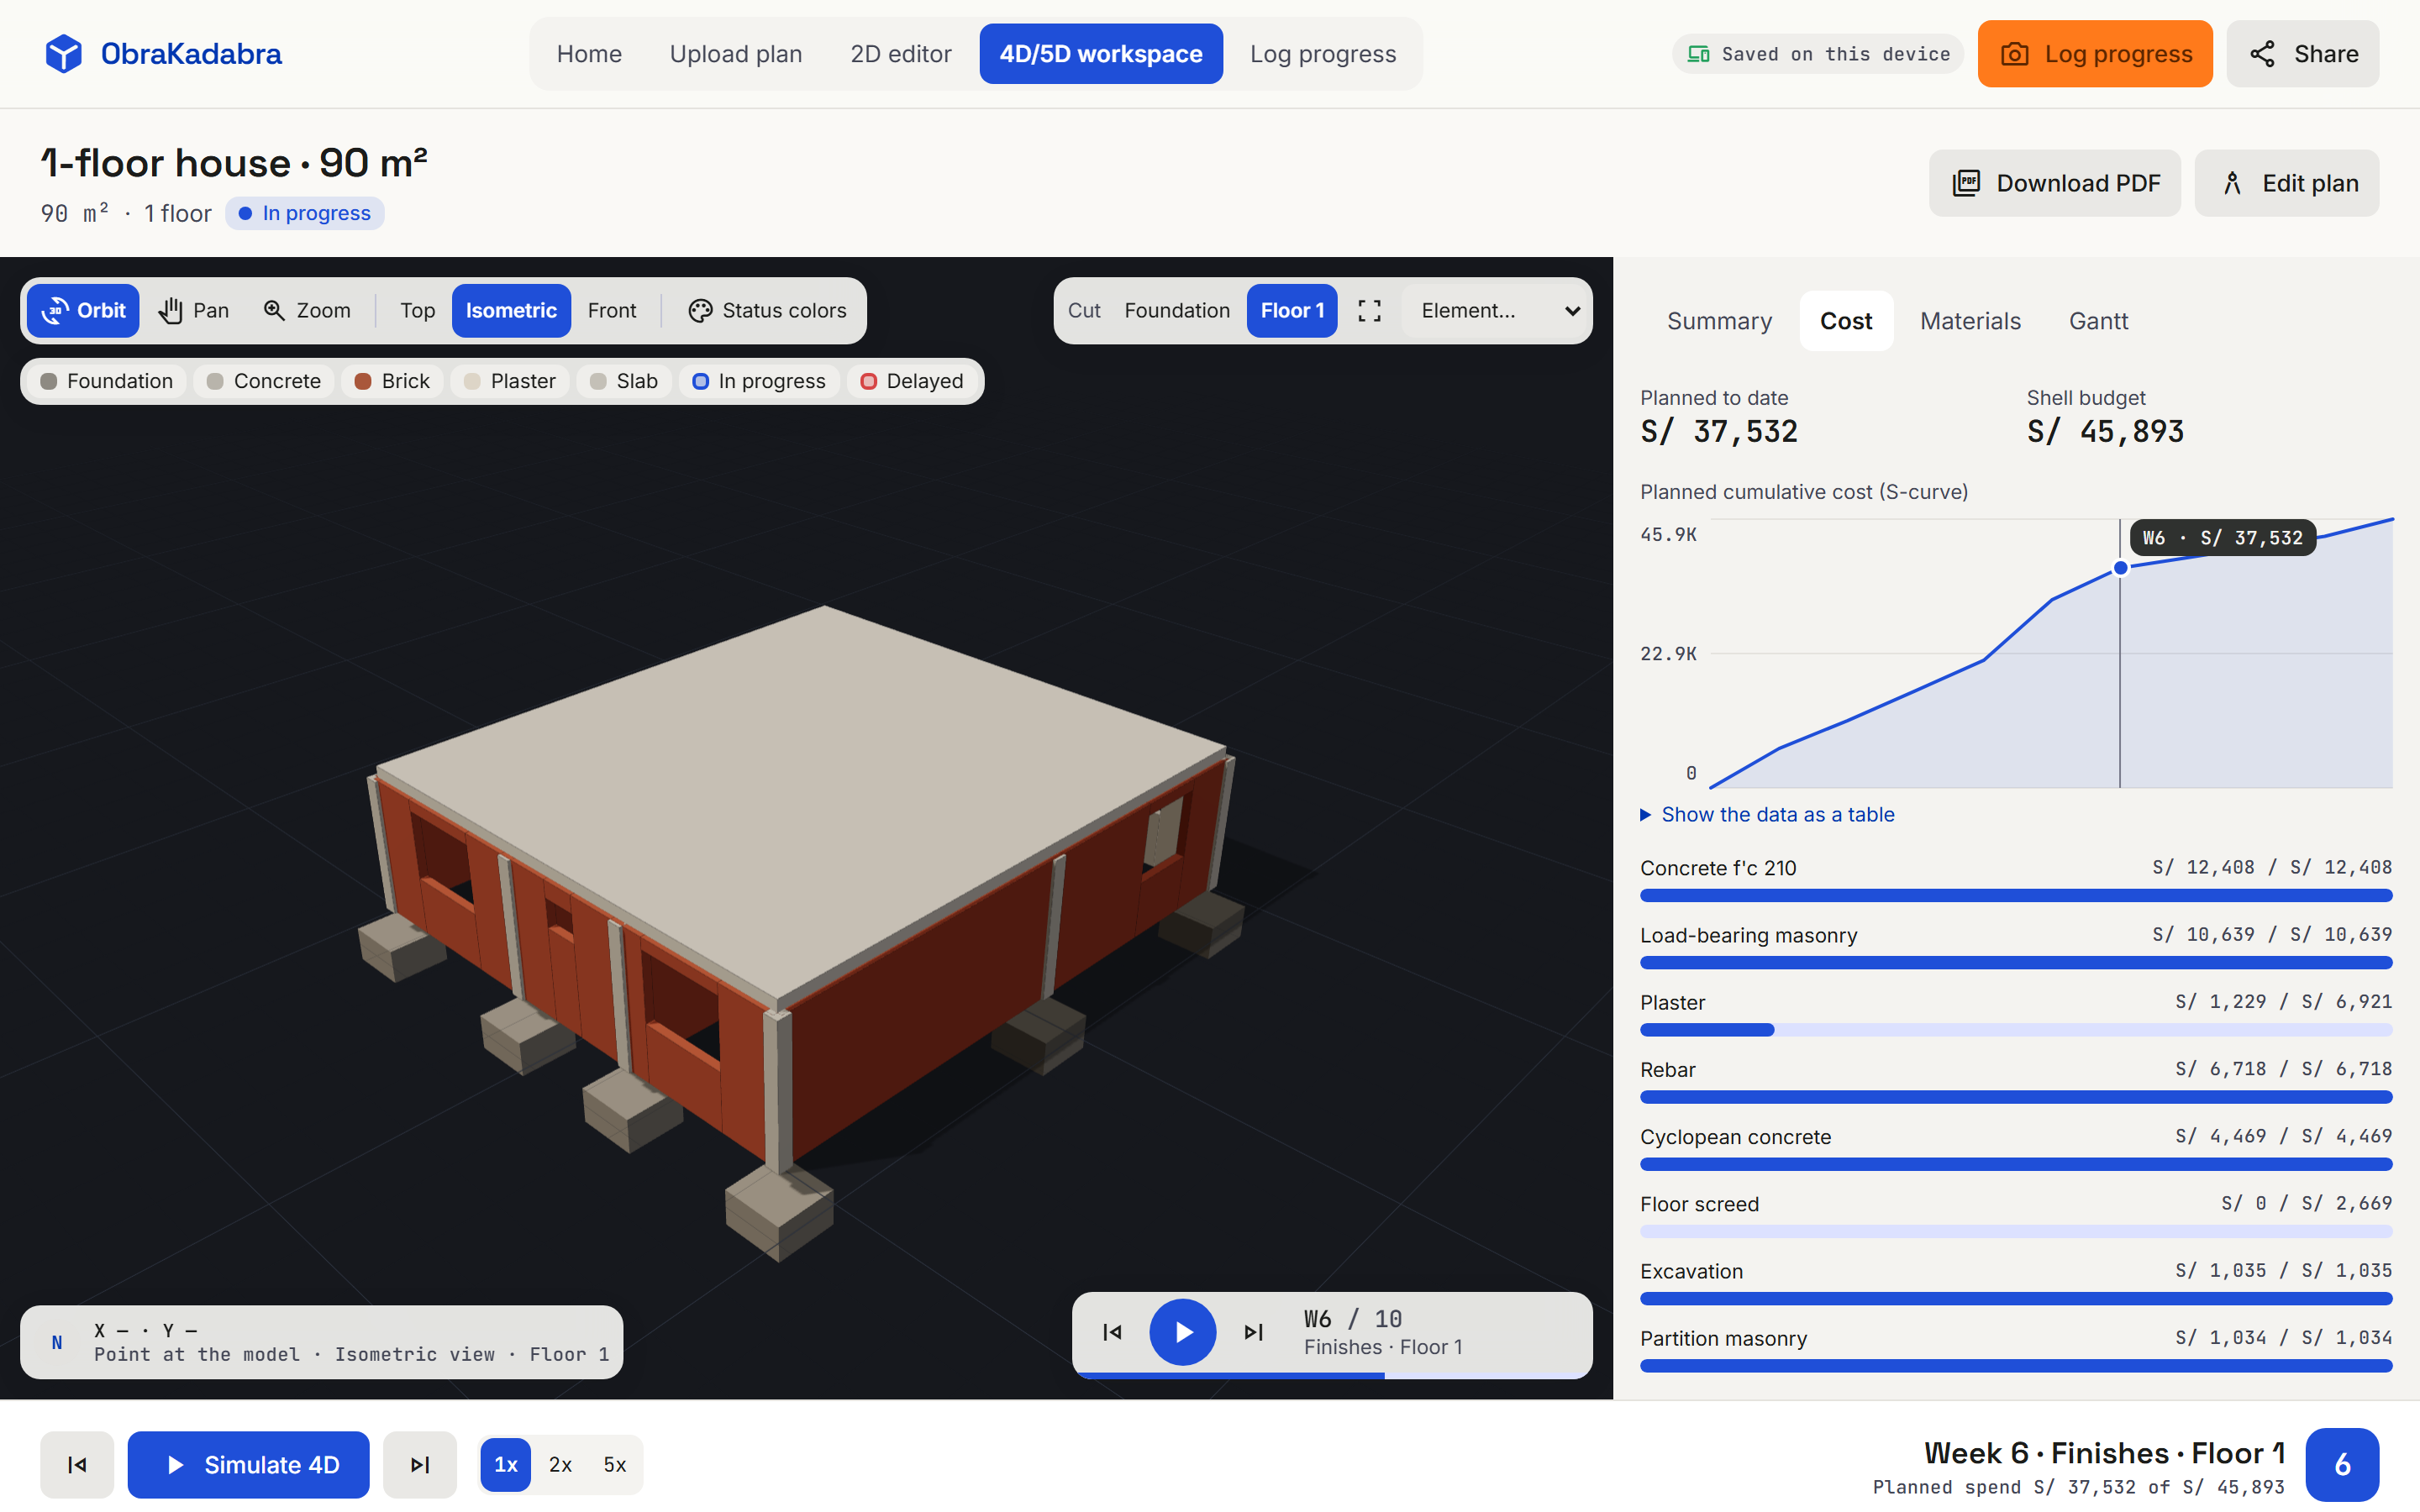 ObraKadabra
Home
Upload plan
2D editor
4D/5D workspace
Log progress
Saved on this device
Log progress
Share
1-floor house · 90 m²
90 m² · 1 floor
In progress
Download PDF
Edit plan
3D
Orbit
Pan
Zoom
Top
Isometric
Front
Status colors
Cut
Foundation
Floor 1
Element...
Foundation
Concrete
Brick
Plaster
Slab
In progress
Delayed
Summary
Cost
Materials
Gantt
Planned to date
S/ 37,532
Shell budget
S/ 45,893
Planned cumulative cost (S-curve)
45.9K
W6 · S/ 37,532
22.9K
0
Show the data as a table
Concrete f'c 210
S/ 12,408 / S/ 12,408
Load-bearing masonry
S/ 10,639 / S/ 10,639
Plaster
S/ 1,229 / S/ 6,921
Rebar
S/ 6,718 / S/ 6,718
Cyclopean concrete
S/ 4,469 / S/ 4,469
Floor screed
S/ 0 / S/ 2,669
Excavation
S/ 1,035 / S/ 1,035
Partition masonry
S/ 1,034 / S/ 1,034
N
X — · Y —
Point at the model · Isometric view · Floor 1
W6 / 10
Finishes · Floor 1
Simulate 4D
1x
2x
5x
Week 6 · Finishes · Floor 1
Planned spend S/ 37,532 of S/ 45,893
6